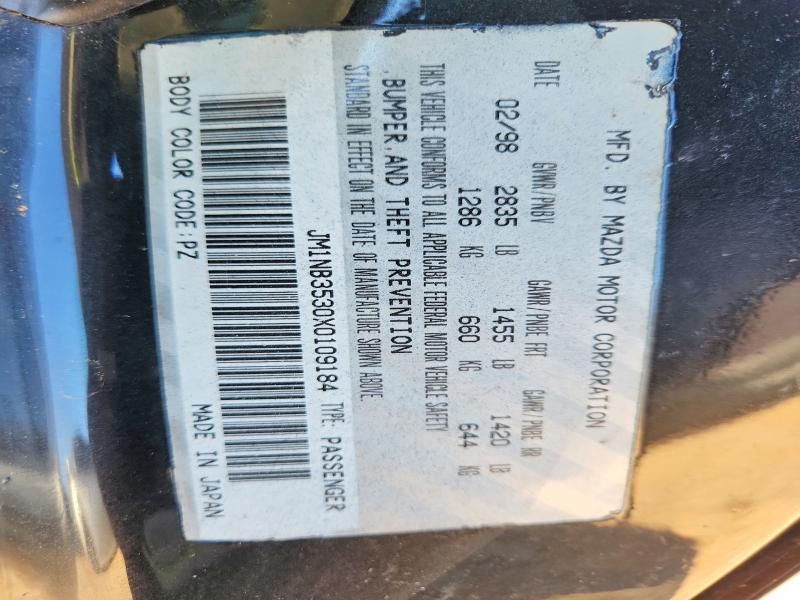 MFD. BY MAZDA MOTOR CORPORATION
DATE GVWR/PNBV GAWR/PNBE FRT GAWR/PNBE RR
02/98 2835 LB 1455 LB 1420 LB
1286 KG 660 KG 644 KG
THIS VEHICLE CONFORMS TO ALL APPLICABLE FEDERAL MOTOR VEHICLE SAFETY
,BUMPER,AND THEFT PREVENTION
STANDARD IN EFFECT ON THE DATE OF MANUFACTURE SHOWN ABOVE.
JM1NB3530X0109184 TYPE: PASSENGER
BODY COLOR CODE:PZ MADE IN JAPAN